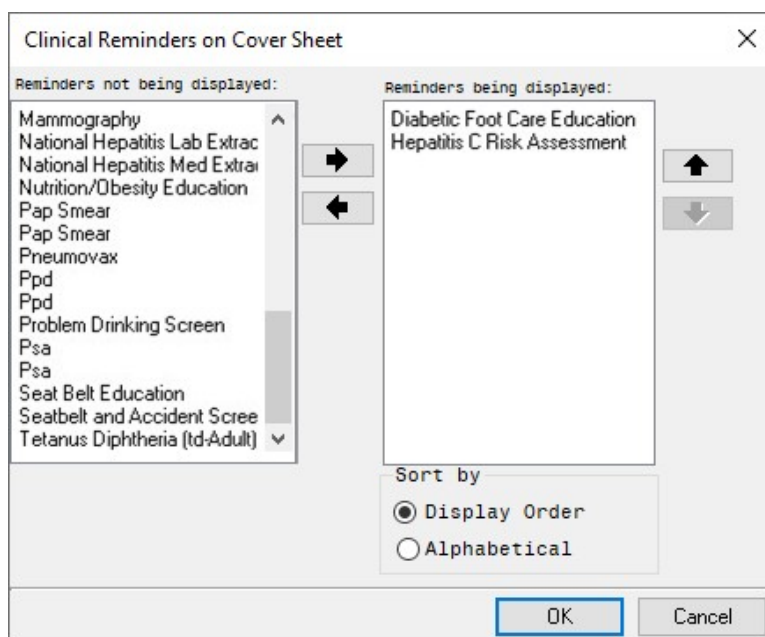 Clinical Reminders on Cover Sheet
Reminders not being displayed:
Mammography
National Hepatitis Lab Extrac
National Hepatitis Med Extra
Nutrition/Obesity Education
Pap Smear
Pap Smear
Pneumovax
Ppd
Ppd
Problem Drinking Screen
Psa
Psa
Seat Belt Education
Seatbelt and Accident Scree
Tetanus Diphtheria (td-Adult)
Reminders being displayed:
Diabetic Foot Care Education
Hepatitis C Risk Assessment
Sort by
Display Order
Alphabetical
OK
Cancel